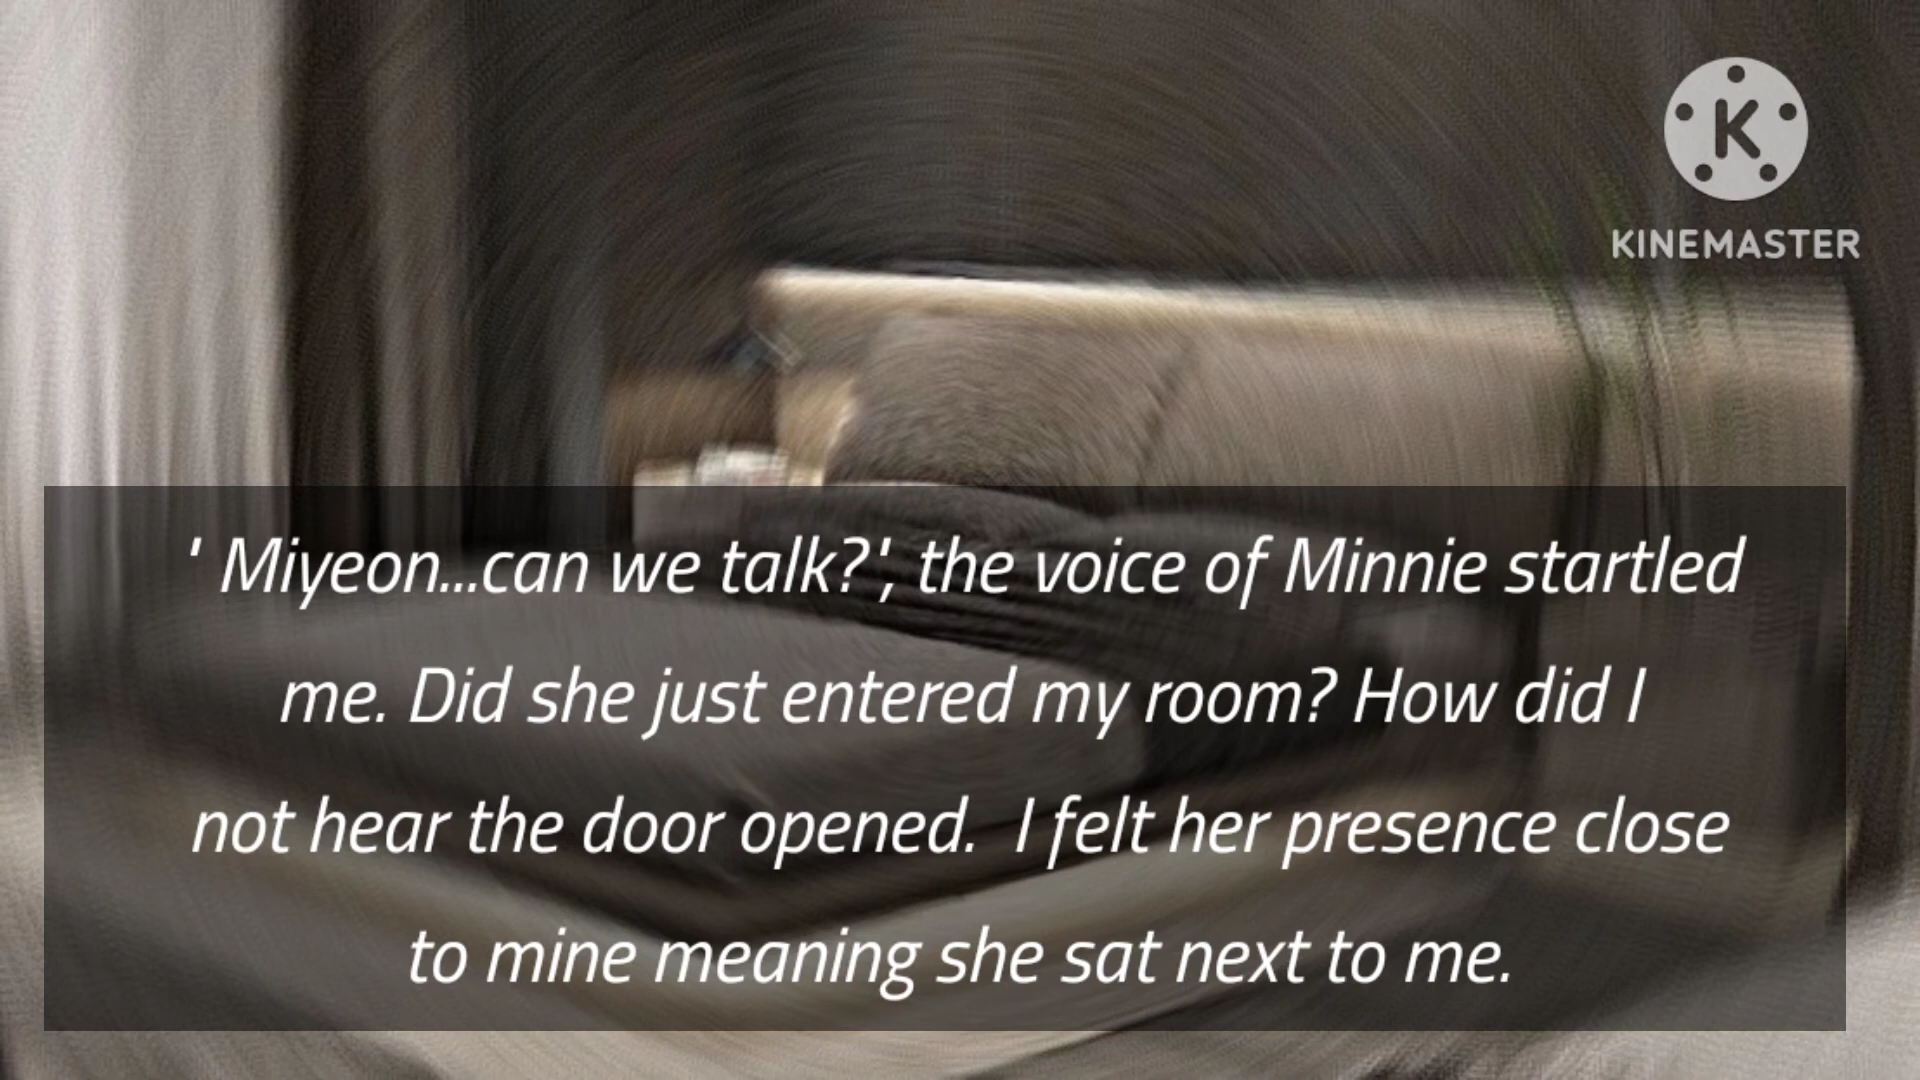 K
KINEMASTER
' Miyeon...can we talk?', the voice of Minnie startled
me. Did she just entered my room? How did I
not hear the door opened.  I felt her presence close
to mine meaning she sat next to me.